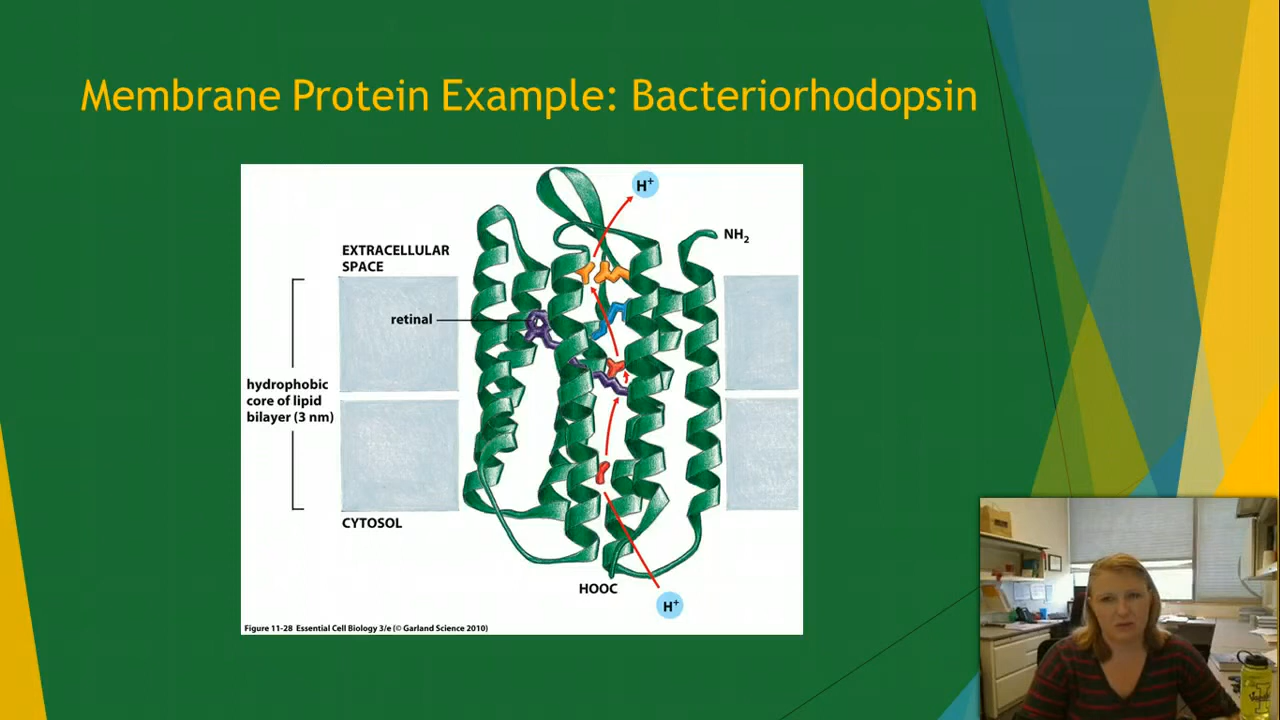 Membrane Protein Example: Bacteriorhodopsin
H+
NH2
EXTRACELLULAR
SPACE
retinal
hydrophobic
core of lipid
bilayer (3 nm)
CYTOSOL
HOOC
H+
Figure 11-28 Essential Cell Biology 3/e (© Garland Science 2010)